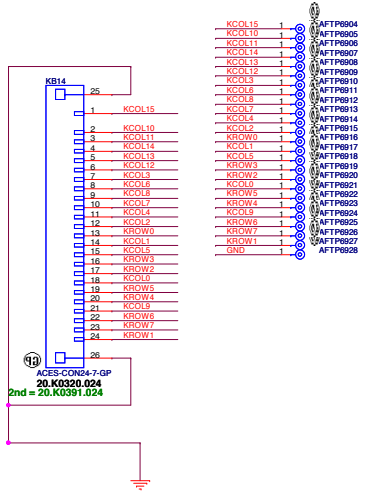 KB14
25
1 KCOL15
2 KCOL10
3 KCOL11
4 KCOL14
5 KCOL13
6 KCOL12
7 KCOL3
8 KCOL6
9 KCOL8
10 KCOL7
11 KCOL4
12 KCOL2
13 KROW0
14 KCOL1
15 KCOL5
16 KROW3
17 KROW2
18 KCOL0
19 KROW5
20 KROW4
21 KCOL9
22 KROW6
23 KROW7
24 KROW1
26
ACES-CON24-7-GP
20.K0320.024
2nd = 20.K0391.024
KCOL15 1 AFTP6904
KCOL10 1 AFTP6905
KCOL11 1 AFTP6906
KCOL14 1 AFTP6907
KCOL13 1 AFTP6908
KCOL12 1 AFTP6909
KCOL3 1 AFTP6910
KCOL6 1 AFTP6911
KCOL8 1 AFTP6912
KCOL7 1 AFTP6913
KCOL4 1 AFTP6914
KCOL2 1 AFTP6915
KROW0 1 AFTP6916
KCOL1 1 AFTP6917
KCOL5 1 AFTP6918
KROW3 1 AFTP6919
KROW2 1 AFTP6920
KCOL0 1 AFTP6921
KROW5 1 AFTP6922
KROW4 1 AFTP6923
KCOL9 1 AFTP6924
KROW6 1 AFTP6925
KROW7 1 AFTP6926
KROW1 1 AFTP6927
GND 1 AFTP6928